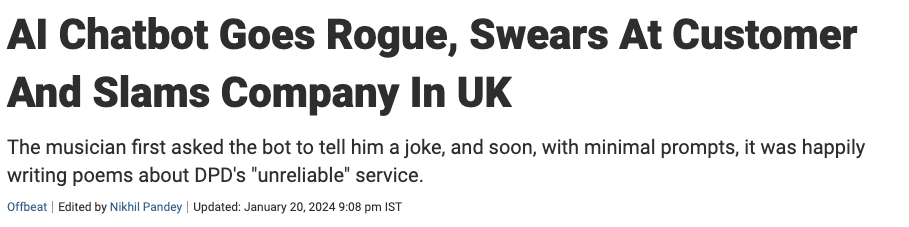 AI Chatbot Goes Rogue, Swears At Customer
And Slams Company In UK
The musician first asked the bot to tell him a joke, and soon, with minimal prompts, it was happily
writing poems about DPD's "unreliable" service.
Offbeat | Edited by Nikhil Pandey | Updated: January 20, 2024 9:08 pm IST